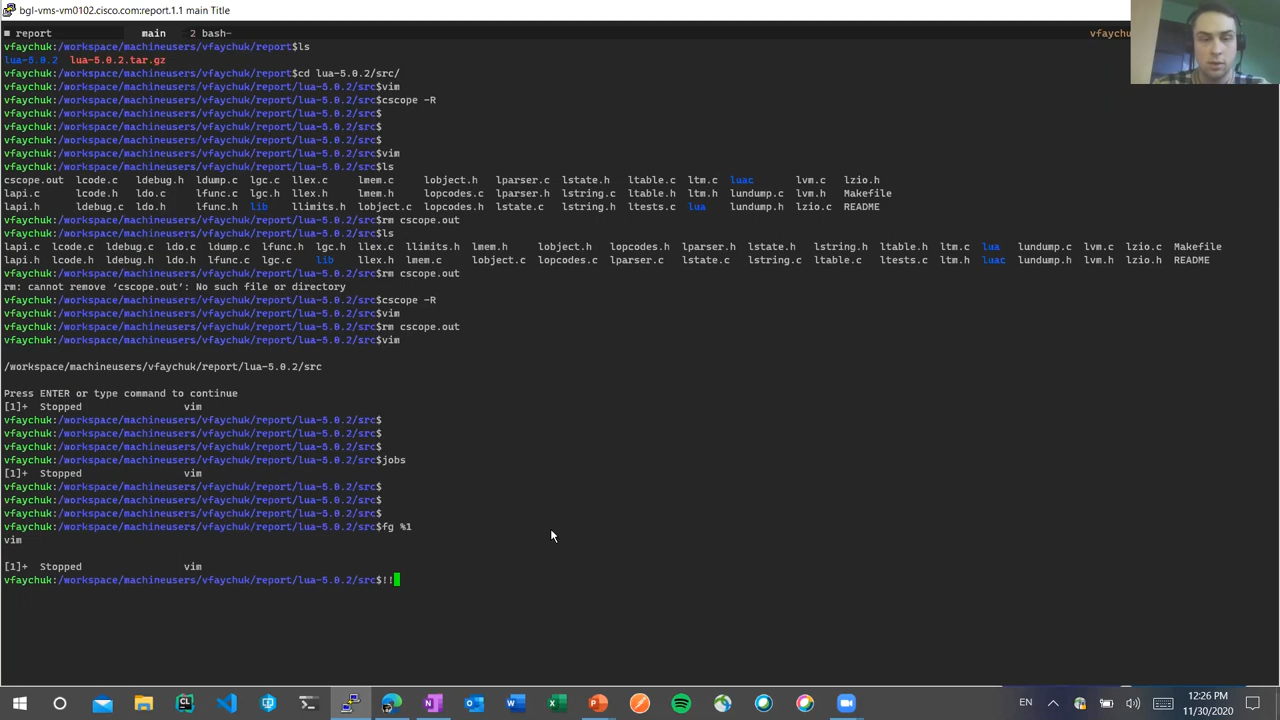 bgl-vms-vm0102.cisco.com:report.1.1 main Title
report main 2 bash- vfaychu
vfaychuk:/workspace/machineusers/vfaychuk/report$ls
lua-5.0.2 lua-5.0.2.tar.gz
vfaychuk:/workspace/machineusers/vfaychuk/report$cd lua-5.0.2/src/
vfaychuk:/workspace/machineusers/vfaychuk/report/lua-5.0.2/src$vim
vfaychuk:/workspace/machineusers/vfaychuk/report/lua-5.0.2/src$cscope -R
vfaychuk:/workspace/machineusers/vfaychuk/report/lua-5.0.2/src$
vfaychuk:/workspace/machineusers/vfaychuk/report/lua-5.0.2/src$
vfaychuk:/workspace/machineusers/vfaychuk/report/lua-5.0.2/src$
vfaychuk:/workspace/machineusers/vfaychuk/report/lua-5.0.2/src$vim
vfaychuk:/workspace/machineusers/vfaychuk/report/lua-5.0.2/src$ls
cscope.out lcode.c ldebug.h ldump.c lgc.c llex.c lmem.c lobject.h lparser.c lstate.h ltable.c ltm.c luac lvm.c lzio.h
lapi.c lcode.h ldo.c lfunc.c lgc.h llex.h lmem.h lopcodes.c lparser.h lstring.c ltable.h ltm.h lundump.c lvm.h Makefile
lapi.h ldebug.c ldo.h lfunc.h lib llimits.h lobject.c lopcodes.h lstate.c lstring.h ltests.c lua lundump.h lzio.c README
vfaychuk:/workspace/machineusers/vfaychuk/report/lua-5.0.2/src$rm cscope.out
vfaychuk:/workspace/machineusers/vfaychuk/report/lua-5.0.2/src$ls
lapi.c lcode.c ldebug.c ldo.c ldump.c lfunc.h lgc.h llex.c llimits.h lmem.h lobject.h lopcodes.h lparser.h lstate.h lstring.h ltable.h ltm.c lua lundump.c lvm.c lzio.c Makefile
lapi.h lcode.h ldebug.h ldo.h lfunc.c lgc.c lib llex.h lmem.c lobject.c lopcodes.c lparser.c lstate.c lstring.c ltable.c ltests.c ltm.h luac lundump.h lvm.h lzio.h README
vfaychuk:/workspace/machineusers/vfaychuk/report/lua-5.0.2/src$rm cscope.out
rm: cannot remove ‘cscope.out’: No such file or directory
vfaychuk:/workspace/machineusers/vfaychuk/report/lua-5.0.2/src$cscope -R
vfaychuk:/workspace/machineusers/vfaychuk/report/lua-5.0.2/src$vim
vfaychuk:/workspace/machineusers/vfaychuk/report/lua-5.0.2/src$rm cscope.out
vfaychuk:/workspace/machineusers/vfaychuk/report/lua-5.0.2/src$vim
/workspace/machineusers/vfaychuk/report/lua-5.0.2/src
Press ENTER or type command to continue
[1]+ Stopped vim
vfaychuk:/workspace/machineusers/vfaychuk/report/lua-5.0.2/src$
vfaychuk:/workspace/machineusers/vfaychuk/report/lua-5.0.2/src$
vfaychuk:/workspace/machineusers/vfaychuk/report/lua-5.0.2/src$
vfaychuk:/workspace/machineusers/vfaychuk/report/lua-5.0.2/src$jobs
[1]+ Stopped vim
vfaychuk:/workspace/machineusers/vfaychuk/report/lua-5.0.2/src$
vfaychuk:/workspace/machineusers/vfaychuk/report/lua-5.0.2/src$
vfaychuk:/workspace/machineusers/vfaychuk/report/lua-5.0.2/src$
vfaychuk:/workspace/machineusers/vfaychuk/report/lua-5.0.2/src$fg %1
vim
[1]+ Stopped vim
vfaychuk:/workspace/machineusers/vfaychuk/report/lua-5.0.2/src$!!
EN 12:26 PM
11/30/2020